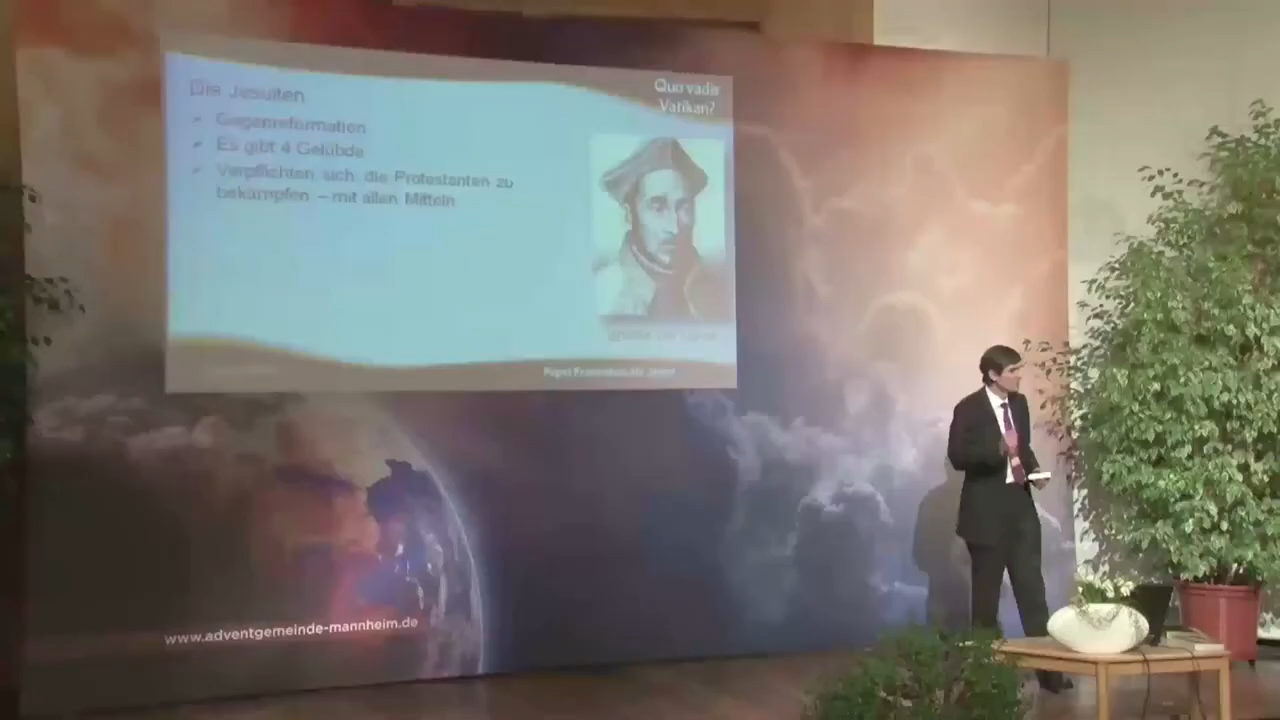 Die Jesuiten
Gegenreformation
Es gibt 4 Gelübde
Verpflichten sich die Protestanten zu
bekämpfen – mit allen Mitteln
Quo vadis
Vatikan?
www.adventgemeinde-mannheim.de